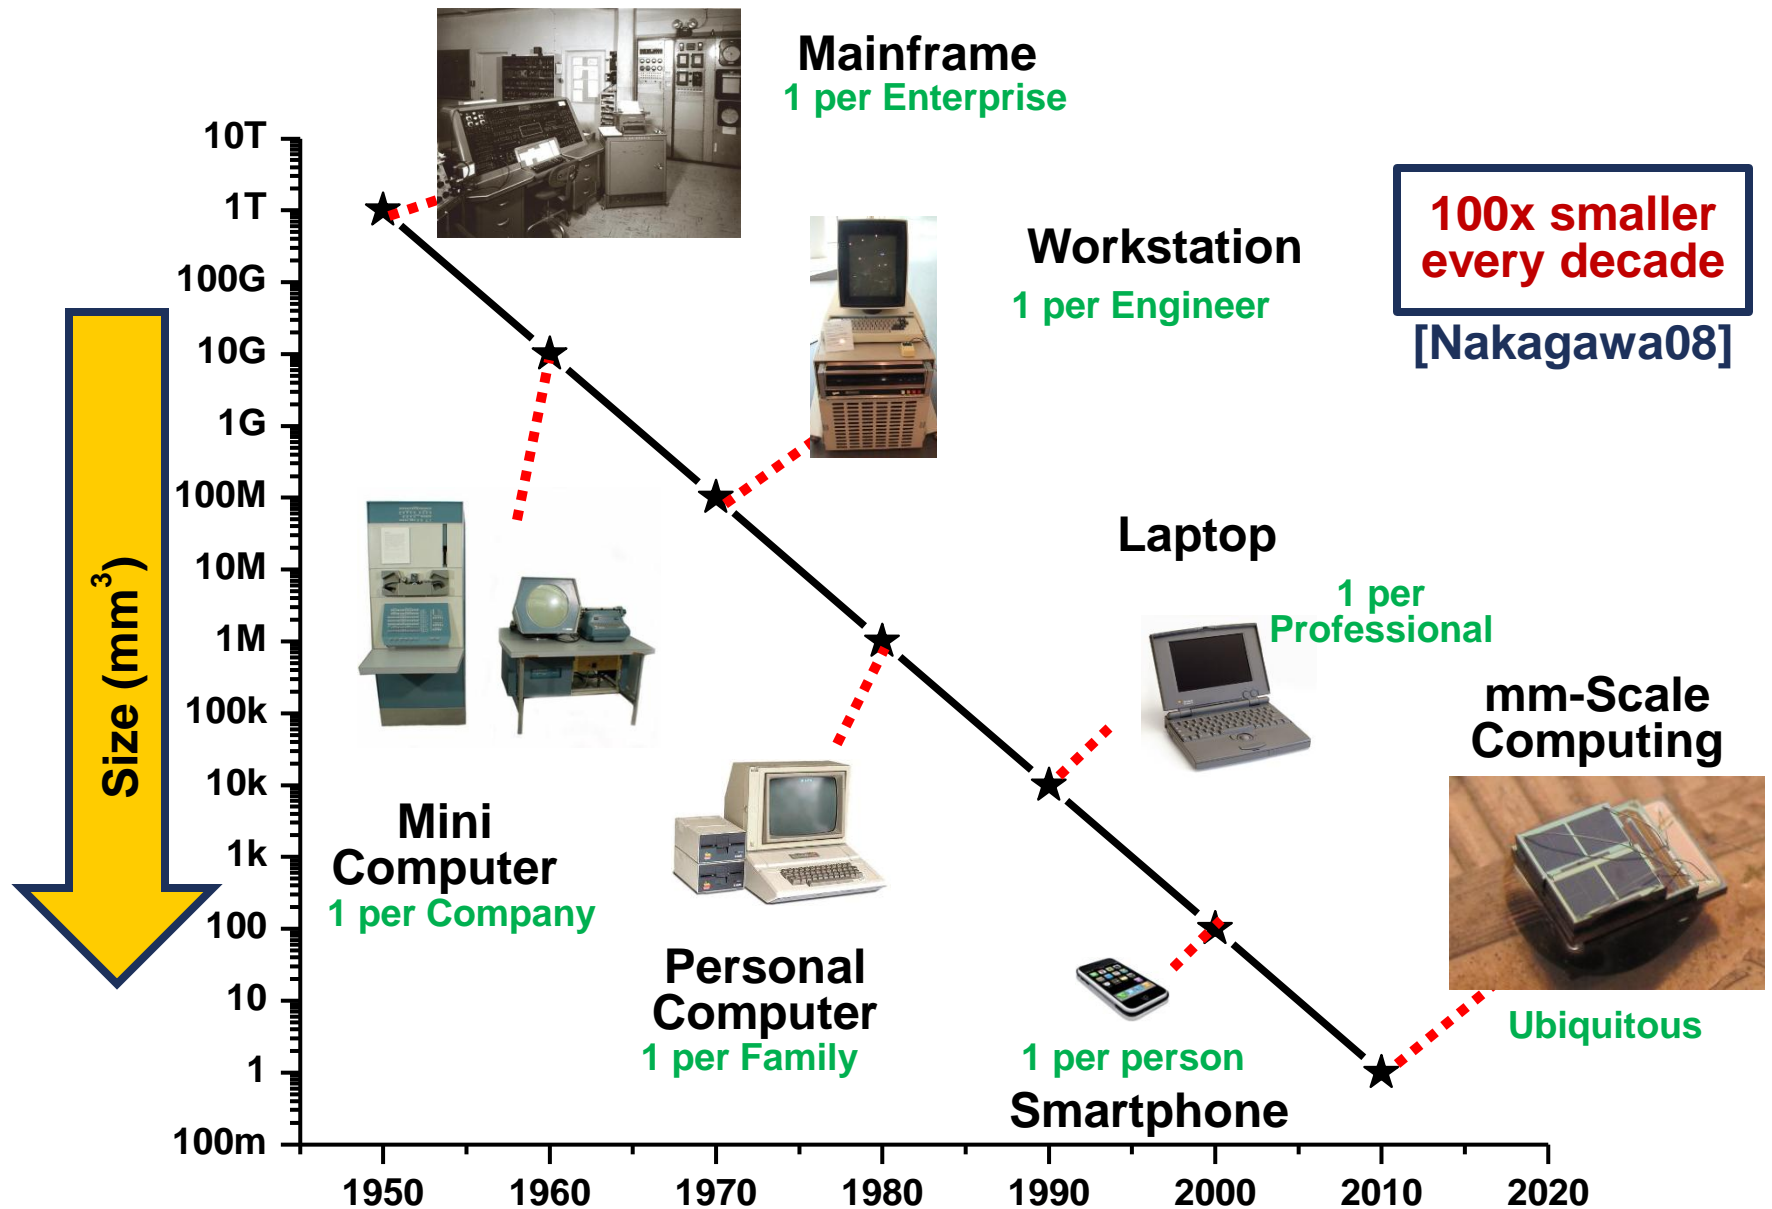 Mainframe
1 per Enterprise
10T
1T
100G
10G
1G
100M
10M
1M
100k
10k
1k
100
10
1
100m
Size (mm³)
Workstation
1 per Engineer
100x smaller
every decade
[Nakagawa08]
Laptop
1 per
Professional
mm-Scale
Computing
Ubiquitous
Mini
Computer
1 per Company
Personal
Computer
1 per Family
1 per person
Smartphone
1950
1960
1970
1980
1990
2000
2010
2020